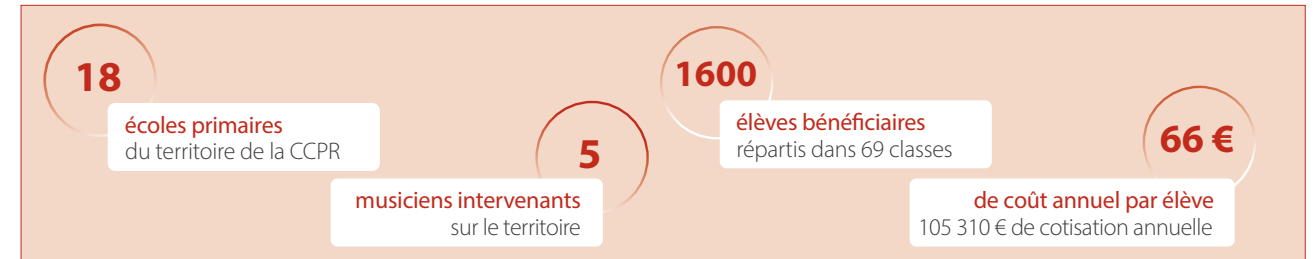 18
écoles primaires
du territoire de la CCPR
5
musiciens intervenants
sur le territoire
1600
élèves bénéficiaires
répartis dans 69 classes
66 €
de coût annuel par élève
105 310 € de cotisation annuelle